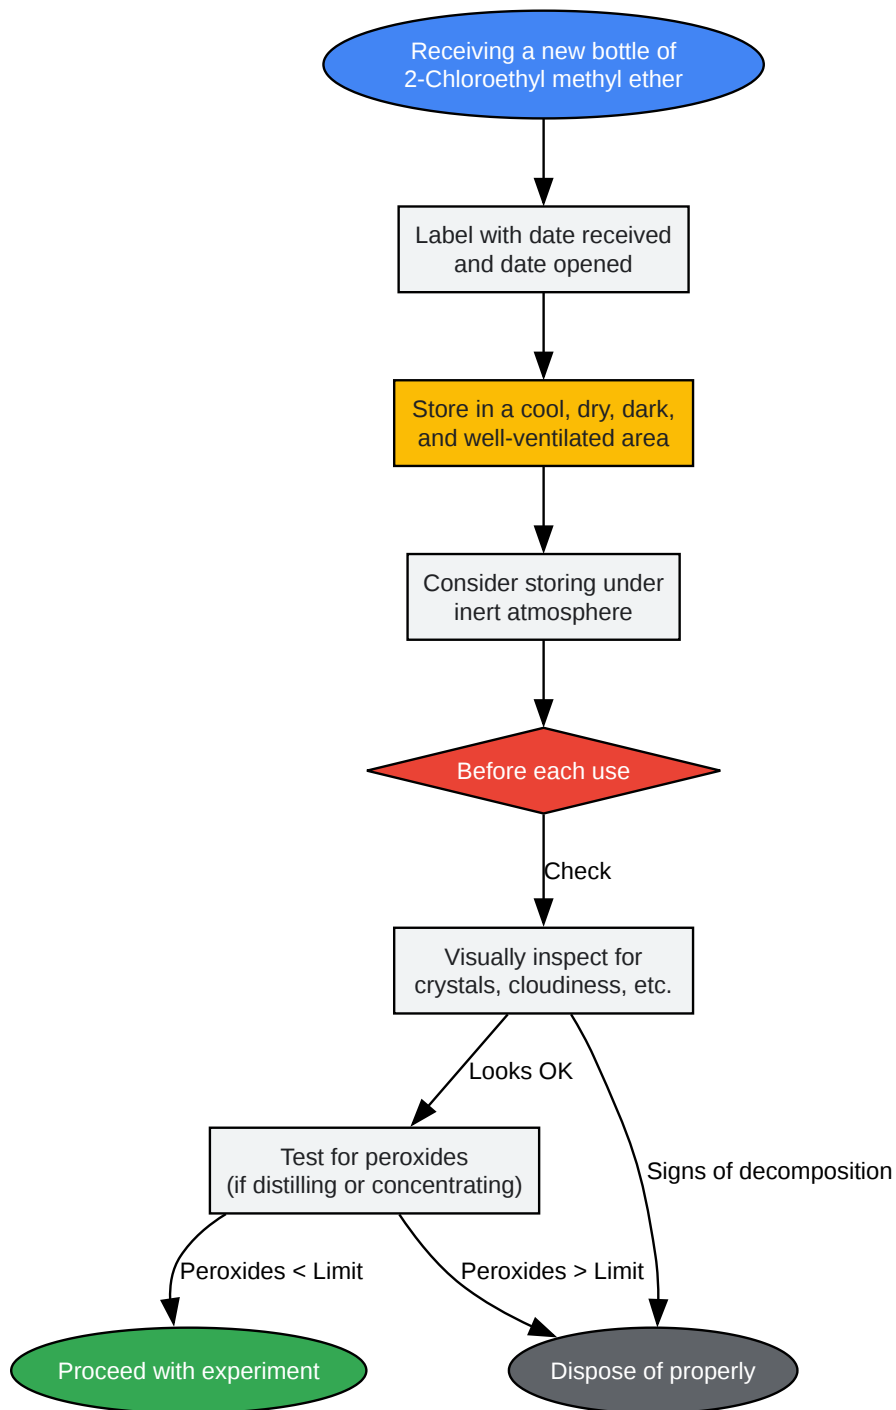 Receiving a new bottle of
2-Chloroethyl methyl ether
Label with date received
and date opened
Store in a cool, dry, dark,
and well-ventilated area
Consider storing under
inert atmosphere
Before each use
Check
Visually inspect for
crystals, cloudiness, etc.
Looks OK
Test for peroxides
(if distilling or concentrating)
Signs of decomposition
Peroxides < Limit
Peroxides > Limit
Proceed with experiment
Dispose of properly